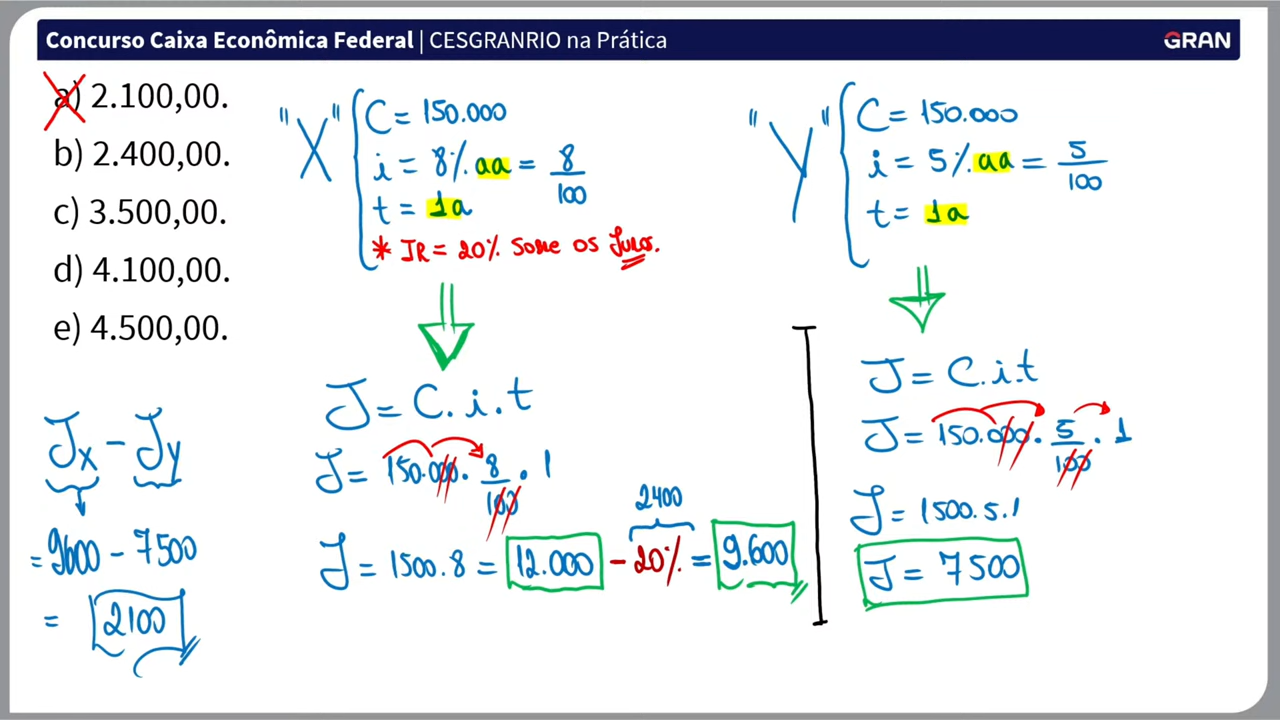 Concurso Caixa Econômica Federal | CESGRANRIO na Prática
GRAN
a) 2.100,00.
b) 2.400,00.
c) 3.500,00.
d) 4.100,00.
e) 4.500,00.
"X"
C = 150.000
i = 8% aa = 8/100
t = 1a
* IR = 20% sobre os Juros.
J = C.i.t
J = 150.000 . 8/100 . 1
2400
J = 1500.8 = 12.000 - 20% = 9.600
"Y"
C = 150.000
i = 5% aa = 5/100
t = 1a
J = C.i.t
J = 150.000 . 5/100 . 1
J = 1500.5.1
J = 7500
Jx - Jy
= 9600 - 7500
= 2100